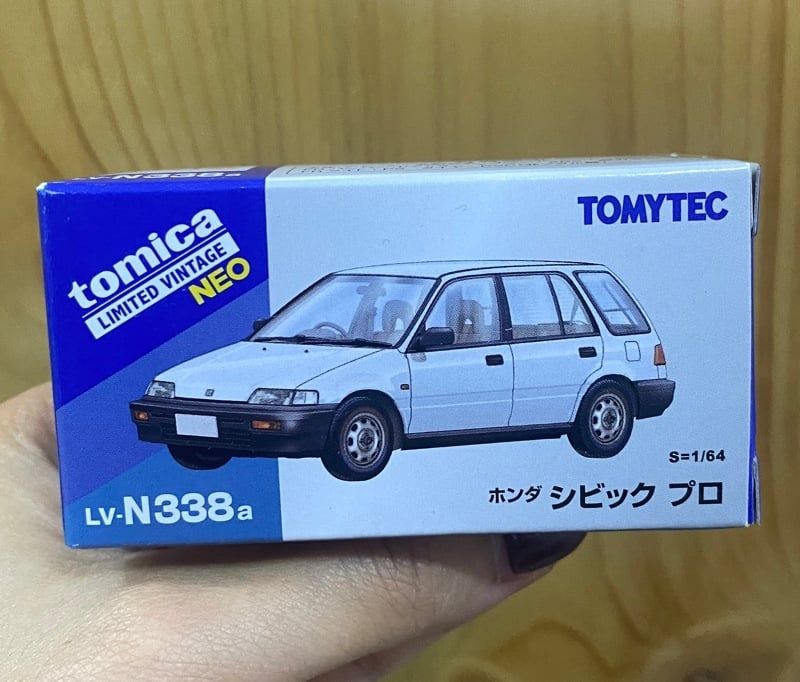 tomica
LIMITED VINTAGE
NEO
TOMYTEC
S=1/64
LV-N338a
ホンダ シビック プロ